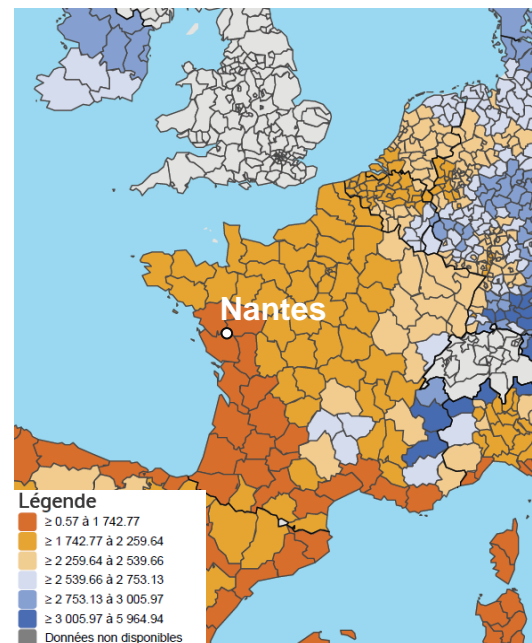 Nantes
Légende
≥ 0.57 à 1 742.77
≥ 1 742.77 à 2 259.64
≥ 2 259.64 à 2 539.66
≥ 2 539.66 à 2 753.13
≥ 2 753.13 à 3 005.97
≥ 3 005.97 à 5 964.94
Données non disponibles